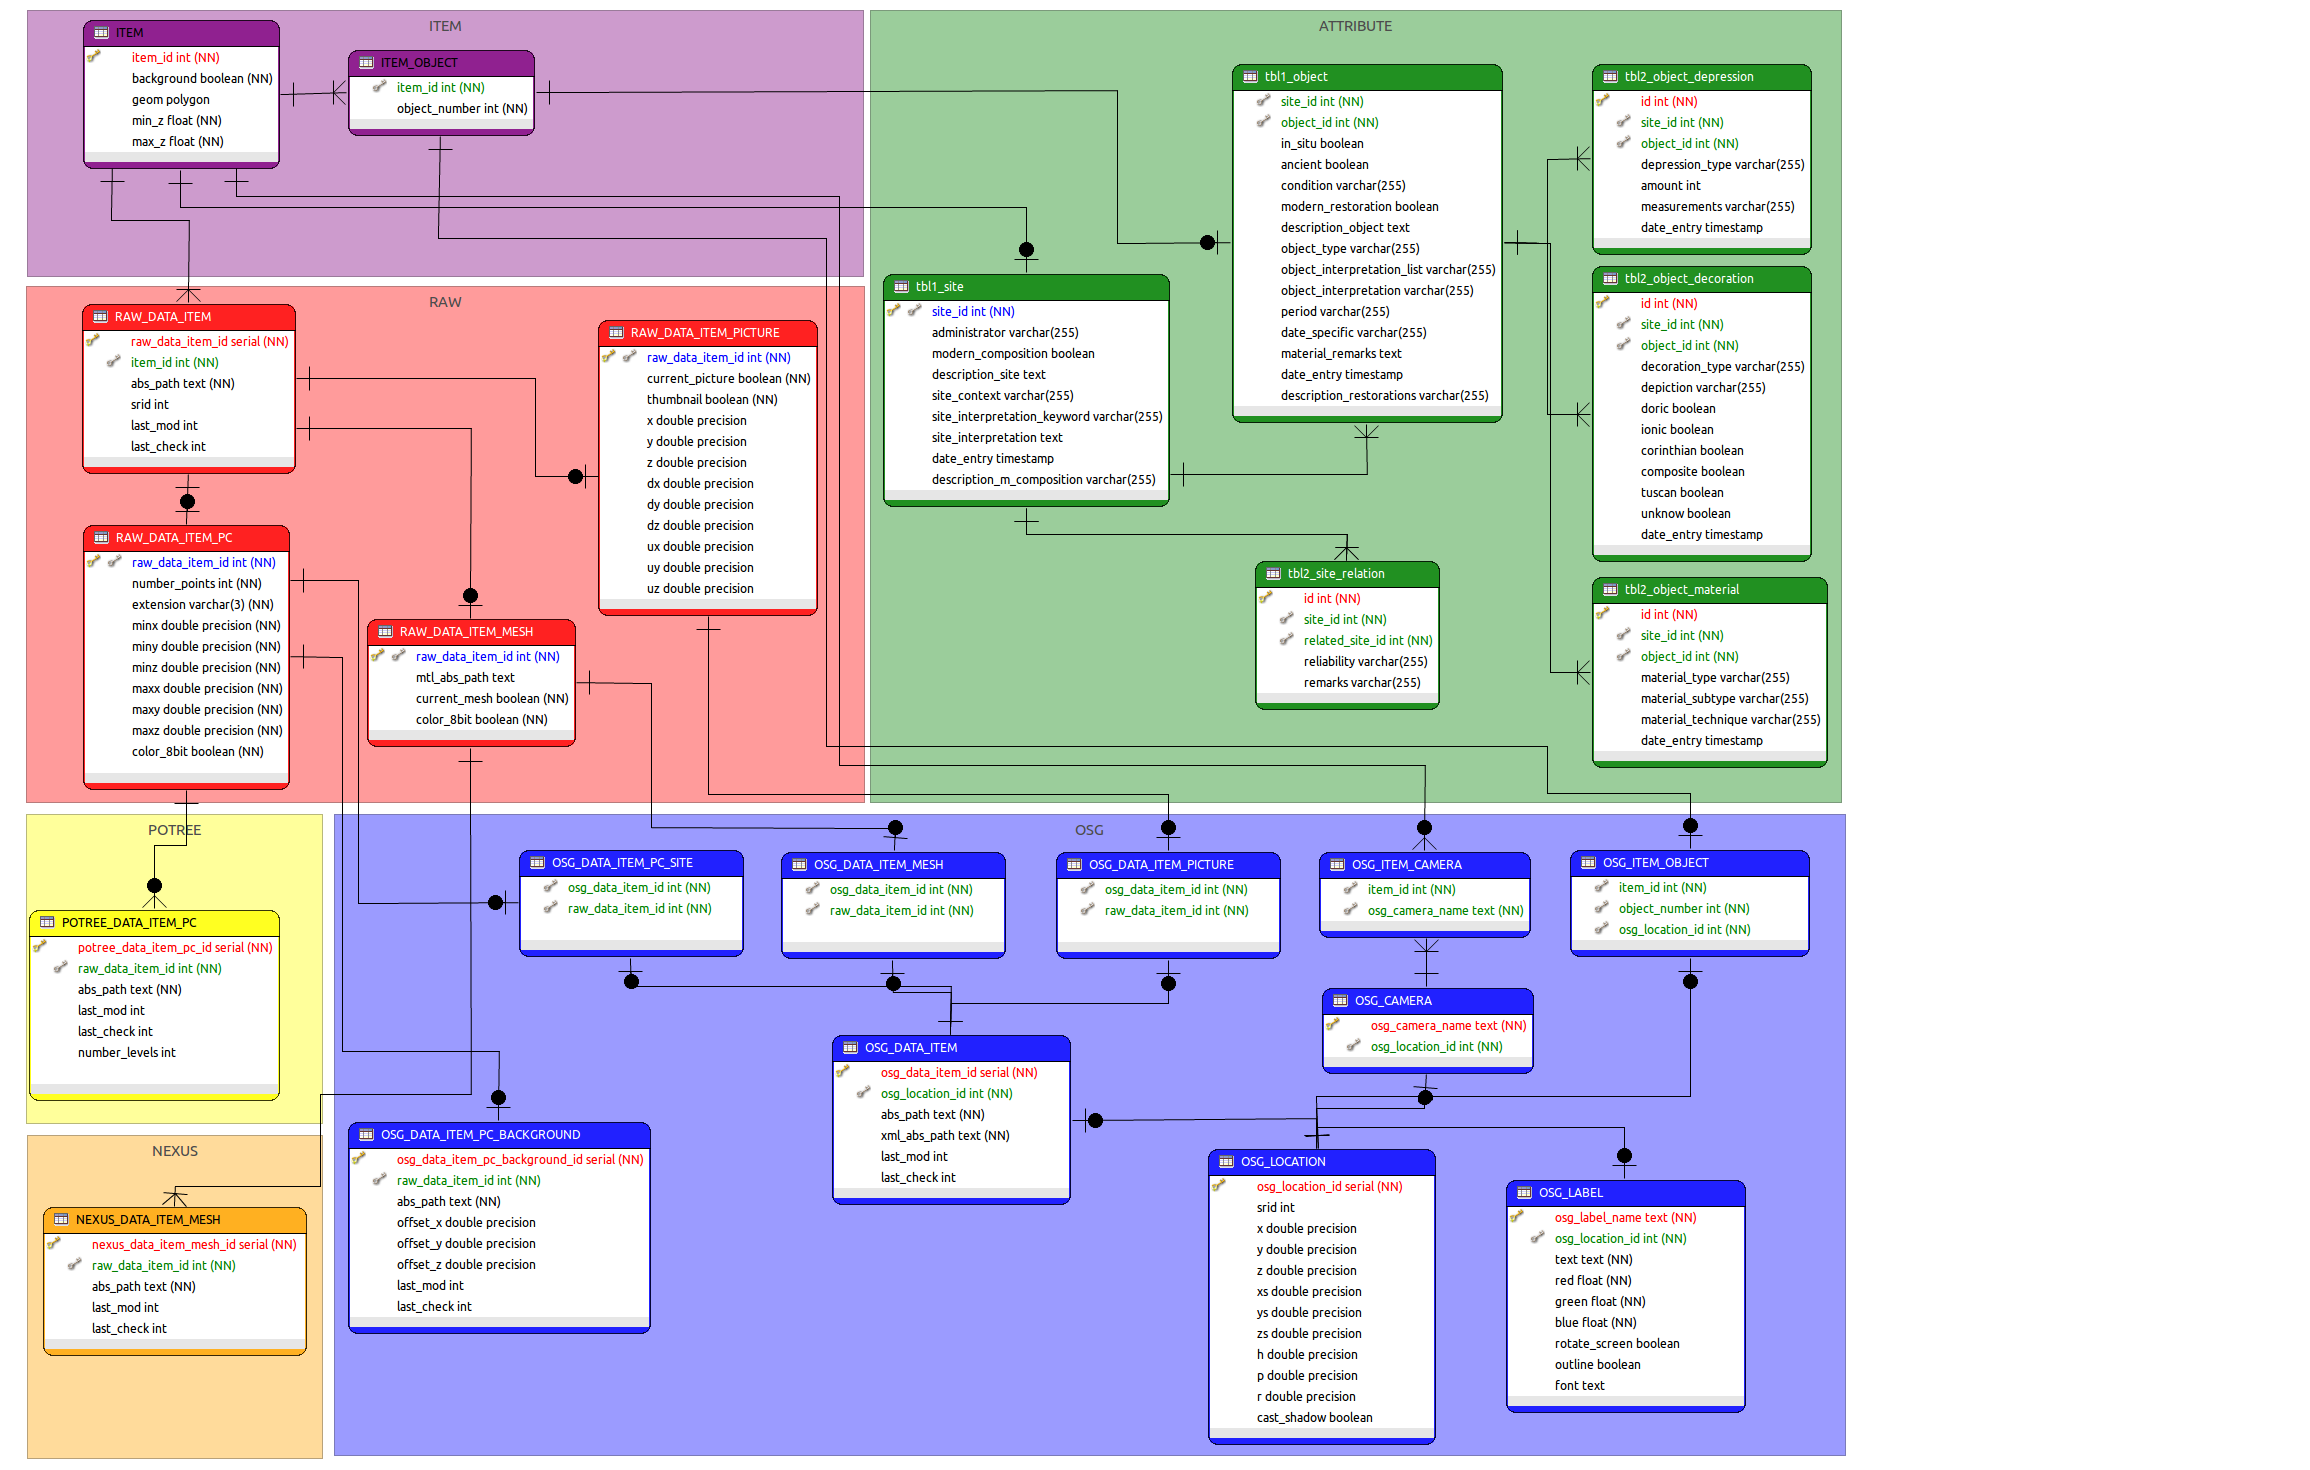 ITEM
ITEM
item_id int (NN)
background boolean (NN)
geom polygon
min_z float (NN)
max_z float (NN)
ITEM_OBJECT
item_id int (NN)
object_number int (NN)
RAW
RAW_DATA_ITEM
raw_data_item_id serial (NN)
item_id int (NN)
abs_path text (NN)
srid int
last_mod int
last_check int
RAW_DATA_ITEM_PICTURE
raw_data_item_id int (NN)
current_picture boolean (NN)
thumbnail boolean (NN)
x double precision
y double precision
z double precision
dx double precision
dy double precision
dz double precision
ux double precision
uy double precision
uz double precision
RAW_DATA_ITEM_PC
raw_data_item_id int (NN)
number_points int (NN)
extension varchar(3) (NN)
minx double precision (NN)
miny double precision (NN)
minz double precision (NN)
maxx double precision (NN)
maxy double precision (NN)
maxz double precision (NN)
color_8bit boolean (NN)
RAW_DATA_ITEM_MESH
raw_data_item_id int (NN)
mtl_abs_path text
current_mesh boolean (NN)
color_8bit boolean (NN)
ATTRIBUTE
tbl1_object
site_id int (NN)
object_id int (NN)
in_situ boolean
ancient boolean
condition varchar(255)
modern_restoration boolean
description_object text
object_type varchar(255)
object_interpretation_list varchar(255)
object_interpretation varchar(255)
period varchar(255)
date_specific varchar(255)
material_remarks text
date_entry timestamp
description_restorations varchar(255)
tbl1_site
site_id int (NN)
administrator varchar(255)
modern_composition boolean
description_site text
site_context varchar(255)
site_interpretation_keyword varchar(255)
site_interpretation text
date_entry timestamp
description_m_composition varchar(255)
tbl2_site_relation
id int (NN)
site_id int (NN)
related_site_id int (NN)
reliability varchar(255)
remarks varchar(255)
tbl2_object_depression
id int (NN)
site_id int (NN)
object_id int (NN)
depression_type varchar(255)
amount int
measurements varchar(255)
date_entry timestamp
tbl2_object_decoration
id int (NN)
site_id int (NN)
object_id int (NN)
decoration_type varchar(255)
depiction varchar(255)
doric boolean
ionic boolean
corinthian boolean
composite boolean
tuscan boolean
unknow boolean
date_entry timestamp
tbl2_object_material
id int (NN)
site_id int (NN)
object_id int (NN)
material_type varchar(255)
material_subtype varchar(255)
material_technique varchar(255)
date_entry timestamp
POTREE
POTREE_DATA_ITEM_PC
potree_data_item_pc_id serial (NN)
raw_data_item_id int (NN)
abs_path text (NN)
last_mod int
last_check int
number_levels int
NEXUS
NEXUS_DATA_ITEM_MESH
nexus_data_item_mesh_id serial (NN)
raw_data_item_id int (NN)
abs_path text (NN)
last_mod int
last_check int
OSG
OSG_DATA_ITEM_PC_SITE
osg_data_item_id int (NN)
raw_data_item_id int (NN)
OSG_DATA_ITEM_MESH
osg_data_item_id int (NN)
raw_data_item_id int (NN)
OSG_DATA_ITEM_PICTURE
osg_data_item_id int (NN)
raw_data_item_id int (NN)
OSG_ITEM_CAMERA
item_id int (NN)
osg_camera_name text (NN)
OSG_ITEM_OBJECT
item_id int (NN)
object_number int (NN)
osg_location_id int (NN)
OSG_CAMERA
osg_camera_name text (NN)
osg_location_id int (NN)
OSG_DATA_ITEM
osg_data_item_id serial (NN)
osg_location_id int (NN)
abs_path text (NN)
xml_abs_path text (NN)
last_mod int
last_check int
OSG_DATA_ITEM_PC_BACKGROUND
osg_data_item_pc_background_id serial (NN)
raw_data_item_id int (NN)
abs_path text (NN)
offset_x double precision
offset_y double precision
offset_z double precision
last_mod int
last_check int
OSG_LOCATION
osg_location_id serial (NN)
srid int
x double precision
y double precision
z double precision
xs double precision
ys double precision
zs double precision
h double precision
p double precision
r double precision
cast_shadow boolean
OSG_LABEL
osg_label_name text (NN)
osg_location_id int (NN)
text text (NN)
red float (NN)
green float (NN)
blue float (NN)
rotate_screen boolean
outline boolean
font text